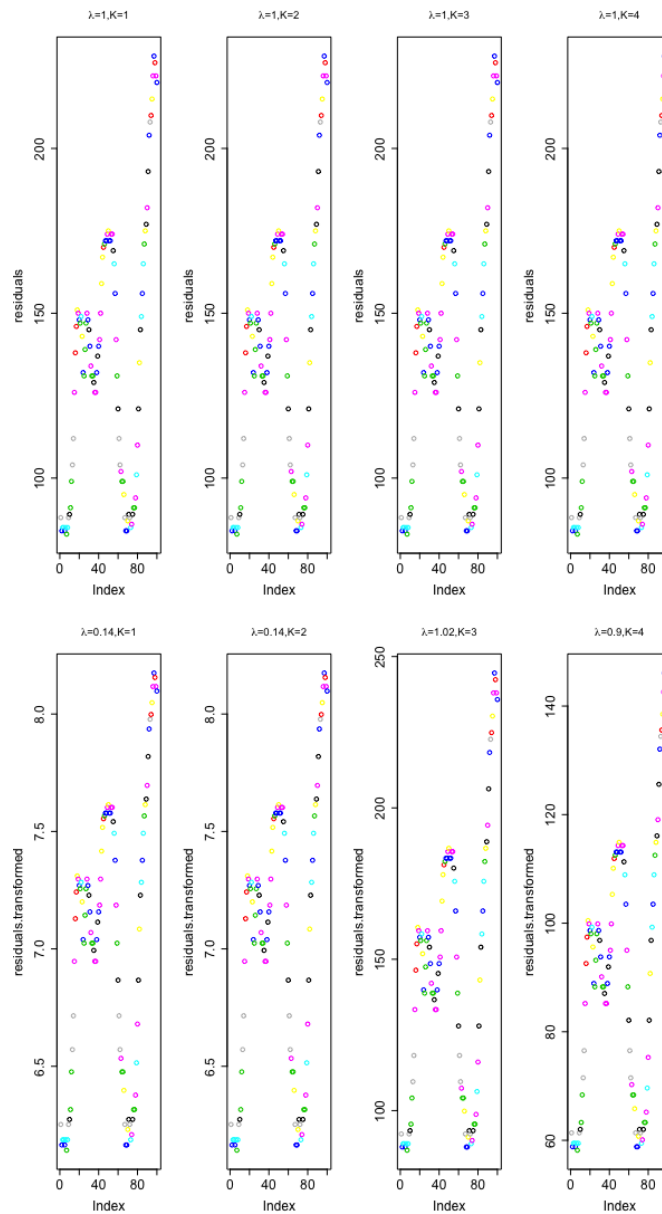 λ=1,K=1
λ=1,K=2
λ=1,K=3
λ=1,K=4
residuals
100
150
200
0
40
80
Index
residuals
100
150
200
0
40
80
Index
residuals
100
150
200
0
40
80
Index
residuals
100
150
200
0
40
80
Index
λ=0.14,K=1
λ=0.14,K=2
λ=1.02,K=3
λ=0.9,K=4
residuals.transformed
6.5
7.0
7.5
8.0
0
40
80
Index
residuals.transformed
6.5
7.0
7.5
8.0
0
40
80
Index
residuals.transformed
100
150
200
250
0
40
80
Index
residuals.transformed
60
80
100
120
140
0
40
80
Index